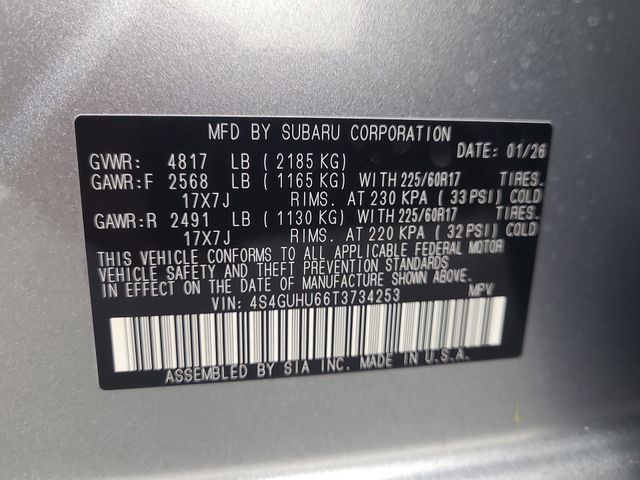 MFD BY SUBARU CORPORATION
DATE: 01/26
GVWR: 4817 LB ( 2185 KG)
GAWR:F 2568 LB ( 1165 KG) WITH 225/60R17 TIRES.
17X7J RIMS. AT 230 KPA ( 33 PSI) COLD
GAWR:R 2491 LB ( 1130 KG) WITH 225/60R17 TIRES.
17X7J RIMS. AT 220 KPA ( 32 PSI) COLD
THIS VEHICLE CONFORMS TO ALL APPLICABLE FEDERAL MOTOR
VEHICLE SAFETY AND THEFT PREVENTION STANDARDS
IN EFFECT ON THE DATE OF MANUFACTURE SHOWN ABOVE.
VIN: 4S4GUHU66T3734253 MPV
ASSEMBLED BY SIA INC. MADE IN U.S.A.